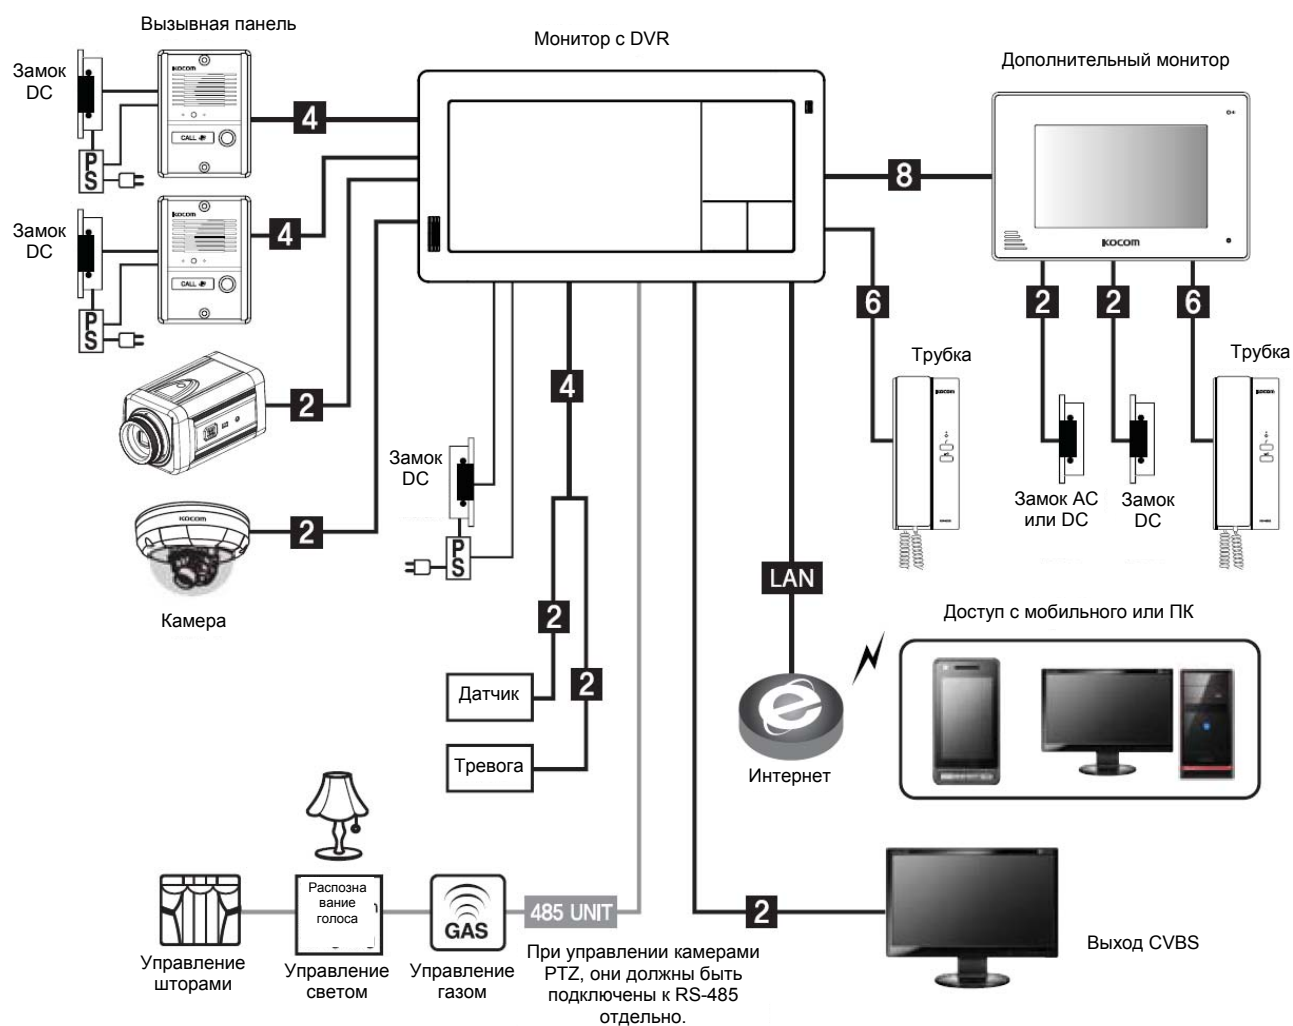 Вызывная панель
Монитор с DVR
Дополнительный монитор
Замок
DC
KOCOM
CALL
4
P
S
Замок
DC
KOCOM
CALL
4
P
S
8
KOCOM
6
2
2
6
Трубка
Трубка
KOCOM
KOCOM
2
4
Замок
DC
P
S
Замок AC
или DC
Замок
DC
KOCOM
2
Камера
LAN
2
2
Датчик
Тревога
Интернет
Доступ с мобильного или ПК
Распозна
вание
голоса
GAS
485 UNIT
2
Выход CVBS
Управление
шторами
Управление
светом
Управление
газом
При управлении камерами
PTZ, они должны быть
подключены к RS-485
отдельно.